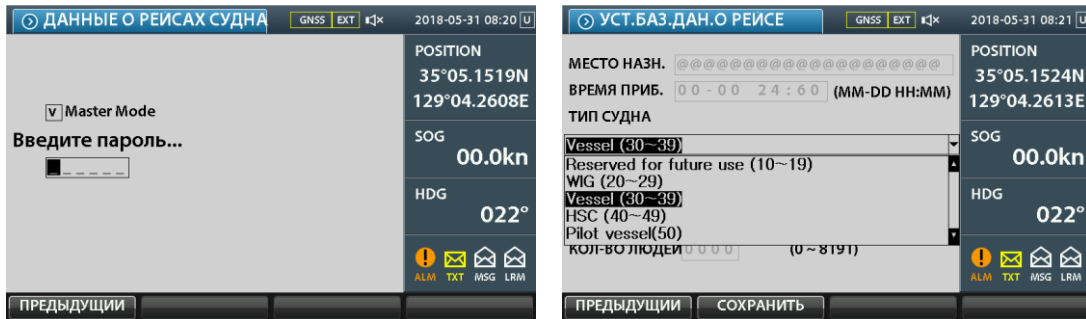 ДАННЫЕ О РЕИСАХ СУДНА GNSS EXT 2018-05-31 08:20 U
V Master Mode
Введите пароль...
POSITION
35°05.1519N
129°04.2608E
SOG
00.0kn
HDG
022°
ALM TXT MSG LRM
ПРЕДЫДУЩИИ
УСТ.БАЗ.ДАН.О РЕИСЕ GNSS EXT 2018-05-31 08:21 U
МЕСТО НАЗН. @@@@@@@@@@@@@@@@@@@@
ВРЕМЯ ПРИБ. 00-00 24:60 (MM-DD HH:MM)
ТИП СУДНА
Vessel (30~39)
Reserved for future use (10~19)
WIG (20~29)
Vessel (30~39)
HSC (40~49)
Pilot vessel(50)
КОЛ-ВО ЛЮДЕИ 0000 (0~8191)
POSITION
35°05.1524N
129°04.2613E
SOG
00.0kn
HDG
022°
ALM TXT MSG LRM
ПРЕДЫДУЩИИ СОХРАНИТЬ